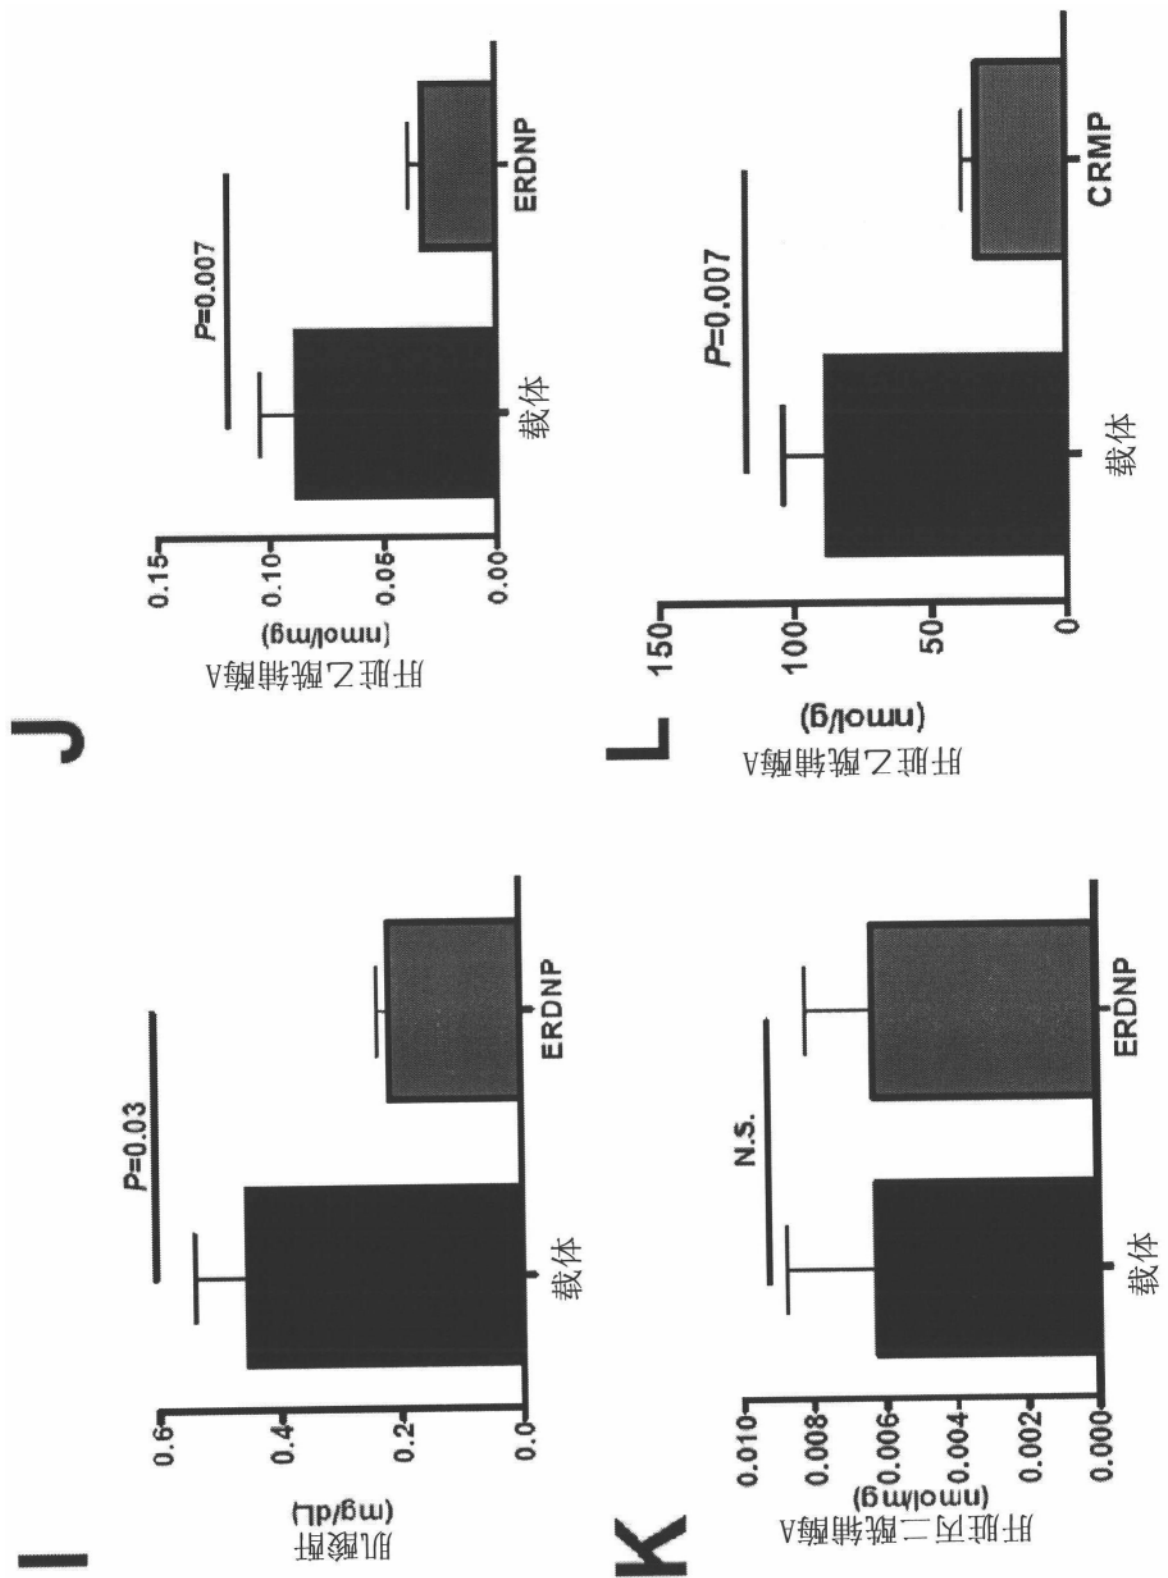 I
肌酸酐
(mg/dL)
0.6
0.4
0.2
0.0
P=0.03
载体
ERDNP
J
肝脏乙酰辅酶A
(nmol/mg)
0.15
0.10
0.05
0.00
P=0.007
载体
ERDNP
K
肝脏丙二酰辅酶A
(nmol/mg)
0.010
0.008
0.006
0.004
0.002
0.000
N.S.
载体
ERDNP
L
肝脏乙酰辅酶A
(nmol/g)
150
100
50
0
P=0.007
载体
CRMP